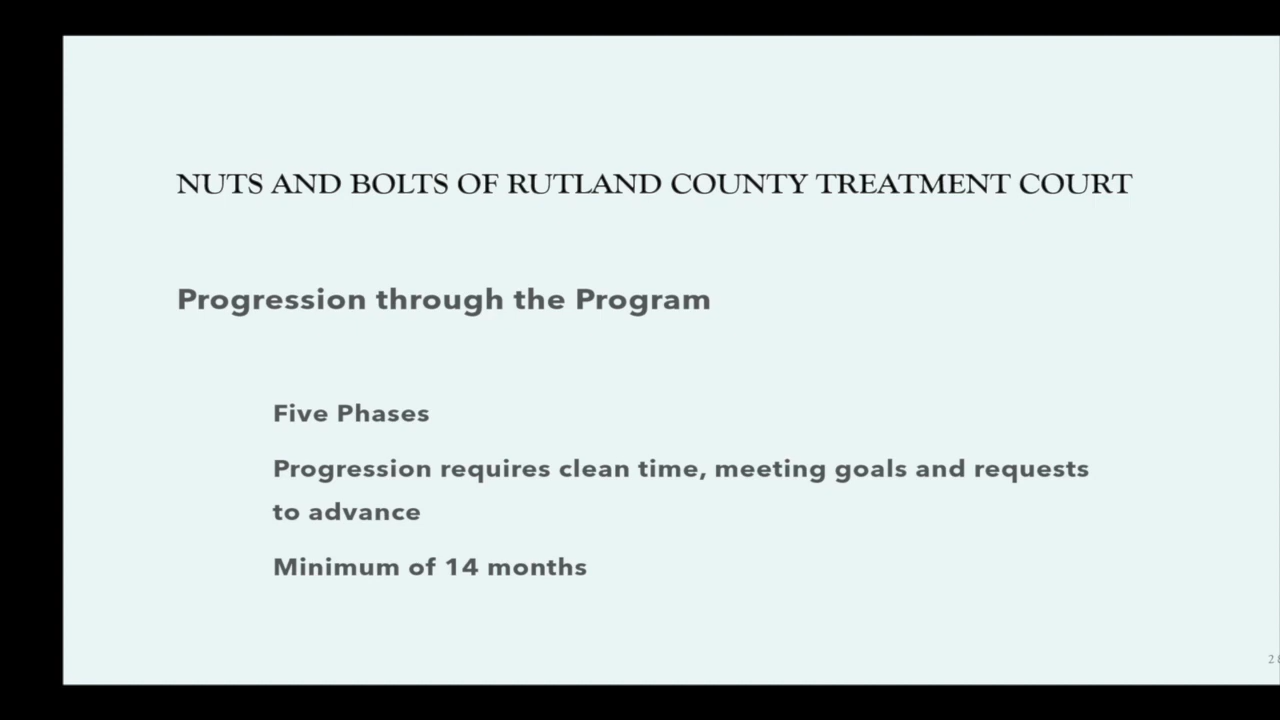 NUTS AND BOLTS OF RUTLAND COUNTY TREATMENT COURT
Progression through the Program
Five Phases
Progression requires clean time, meeting goals and requests
to advance
Minimum of 14 months